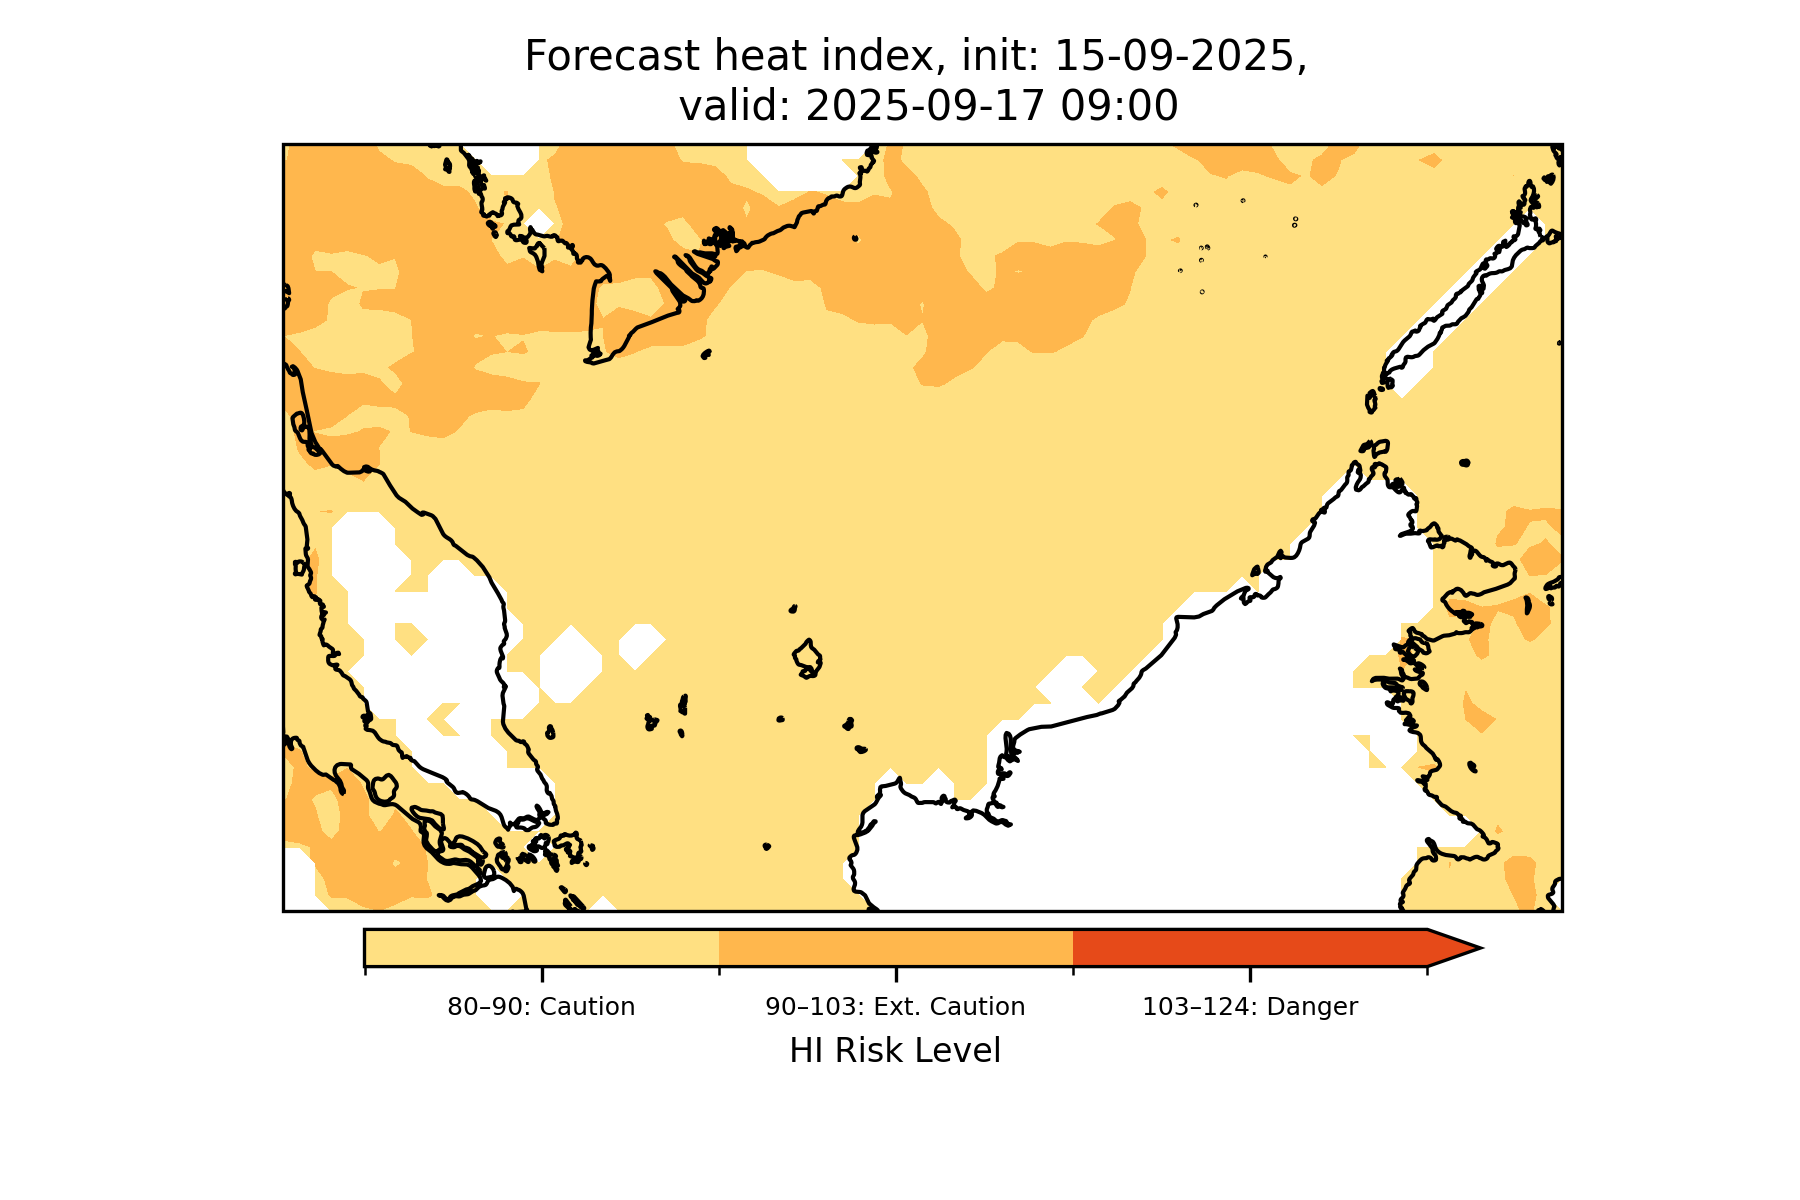 Forecast heat index, init: 15-09-2025,
valid: 2025-09-17 09:00
80–90: Caution
90–103: Ext. Caution
103–124: Danger
HI Risk Level